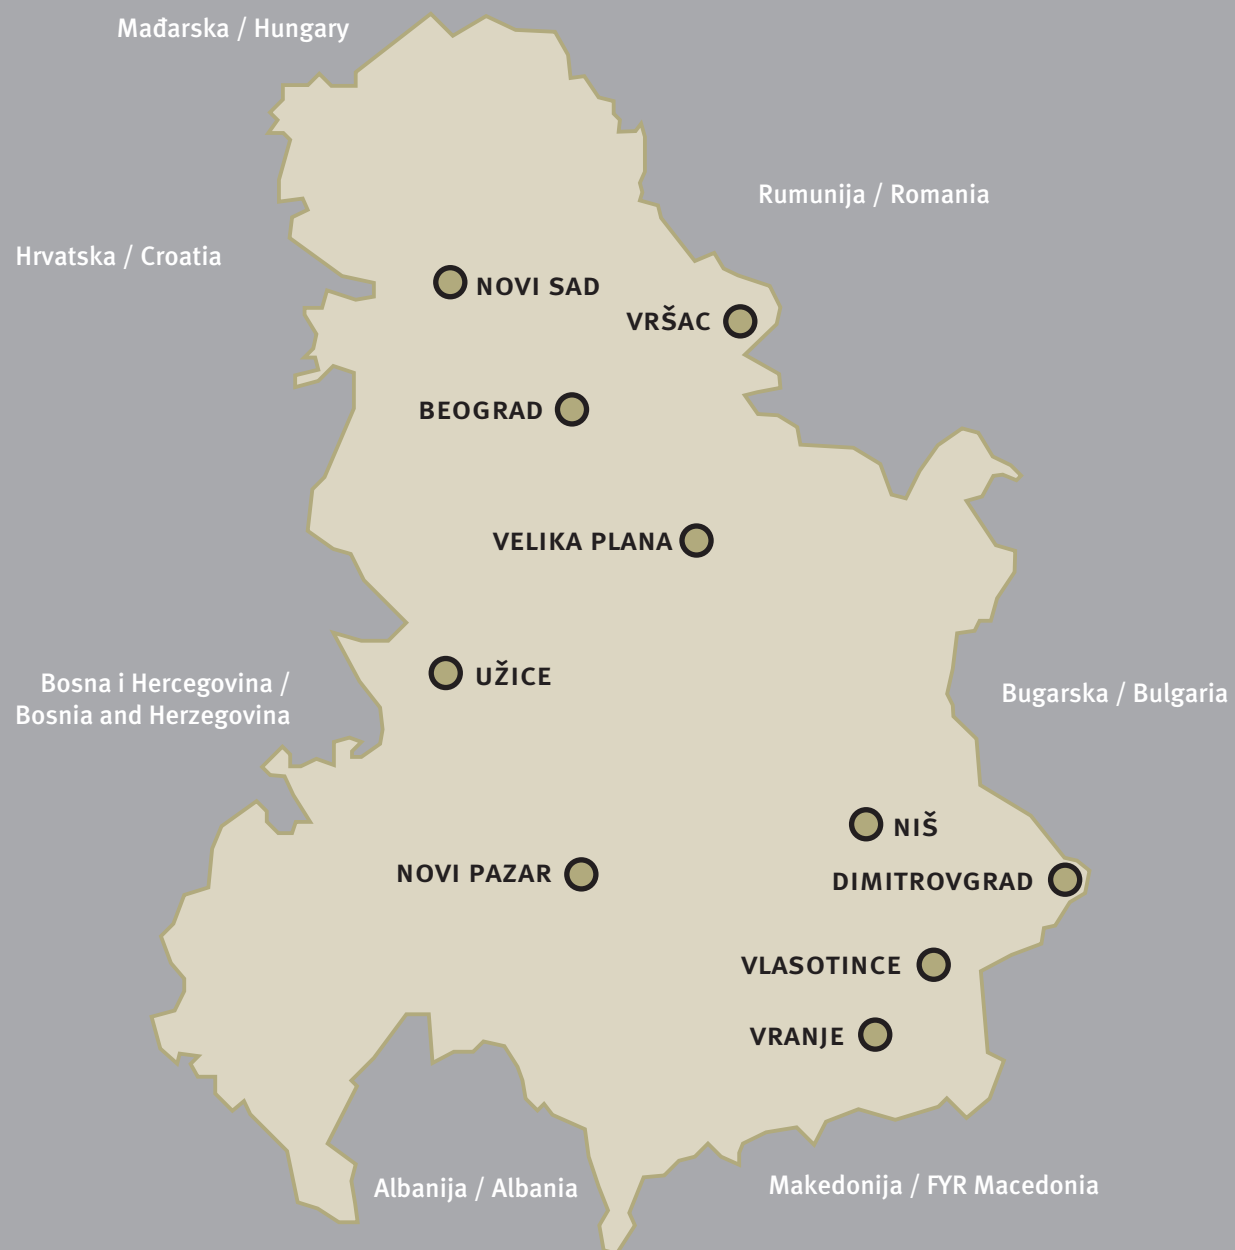 Mađarska / Hungary
Rumunija / Romania
Hrvatska / Croatia
NOVI SAD
VRŠAC
BEOGRAD
VELIKA PLANA
UŽICE
Bosna i Hercegovina /
Bosnia and Herzegovina
Bugarska / Bulgaria
NIŠ
NOVI PAZAR
DIMITROVGRAD
VLASOTINCE
VRANJE
Albanija / Albania
Makedonija / FYR Macedonia